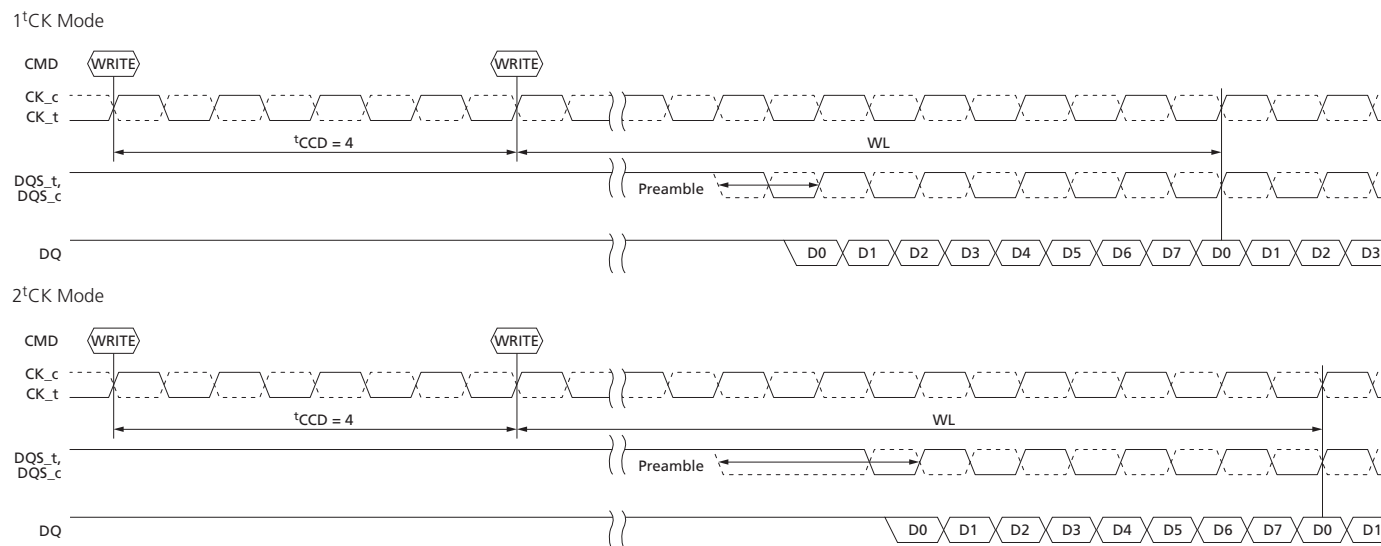 1ᵗCK Mode
CMD WRITE WRITE
CK_c
CK_t
ᵗCCD = 4 WL
DQS_t,
DQS_c Preamble
DQ D0 D1 D2 D3 D4 D5 D6 D7 D0 D1 D2 D3
2ᵗCK Mode
CMD WRITE WRITE
CK_c
CK_t
ᵗCCD = 4 WL
DQS_t,
DQS_c Preamble
DQ D0 D1 D2 D3 D4 D5 D6 D7 D0 D1